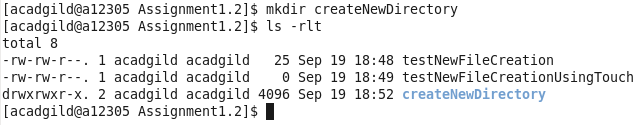 [acadgild@a12305 Assignment1.2]$ mkdir createNewDirectory
[acadgild@a12305 Assignment1.2]$ ls -rlt
total 8
-rw-rw-r--. 1 acadgild acadgild   25 Sep 19 18:48 testNewFileCreation
-rw-rw-r--. 1 acadgild acadgild    0 Sep 19 18:49 testNewFileCreationUsingTouch
drwxrwxr-x. 2 acadgild acadgild 4096 Sep 19 18:52 createNewDirectory
[acadgild@a12305 Assignment1.2]$